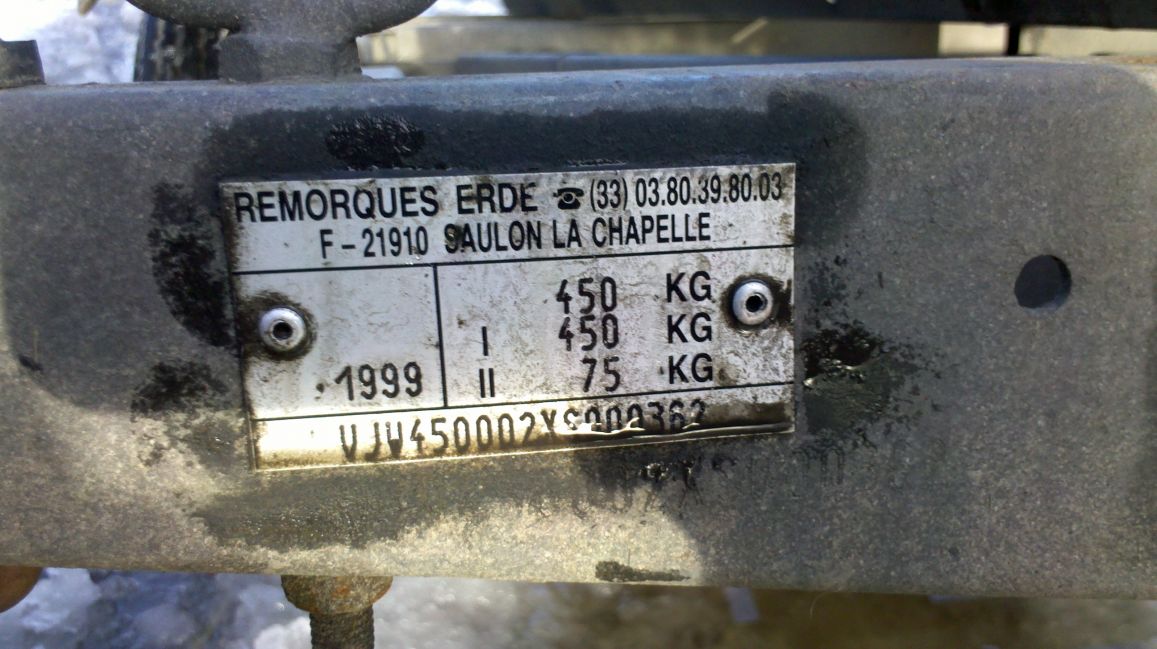 REMORQUES ERDE ☎ (33) 03.80.39.80.03
F-21910 SAULON LA CHAPELLE
450 KG
I 450 KG
1999 II 75 KG
VJW450002XS000362